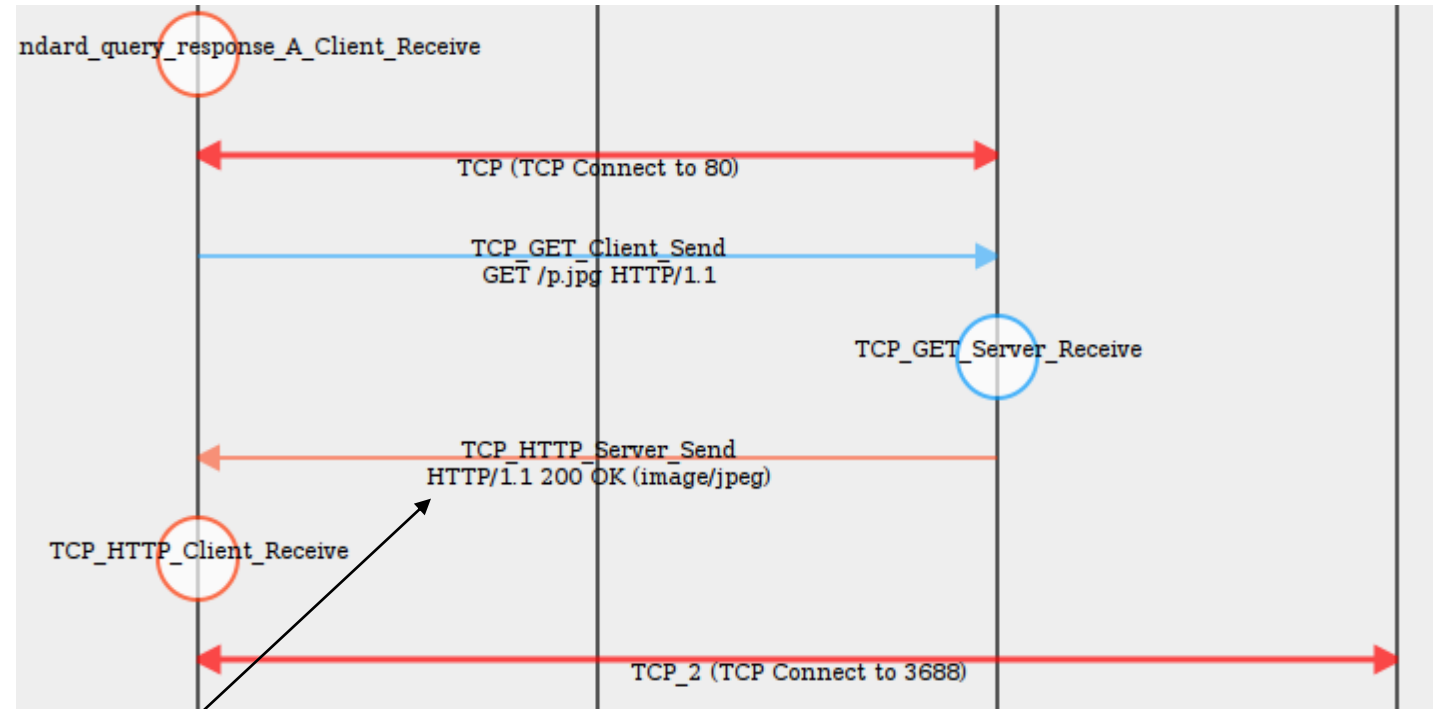 ndard_query_response_A_Client_Receive
TCP (TCP Connect to 80)
TCP_GET_Client_Send
GET /p.jpg HTTP/1.1
TCP_GET_Server_Receive
TCP_HTTP_Server_Send
HTTP/1.1 200 OK (image/jpeg)
TCP_HTTP_Client_Receive
TCP_2 (TCP Connect to 3688)